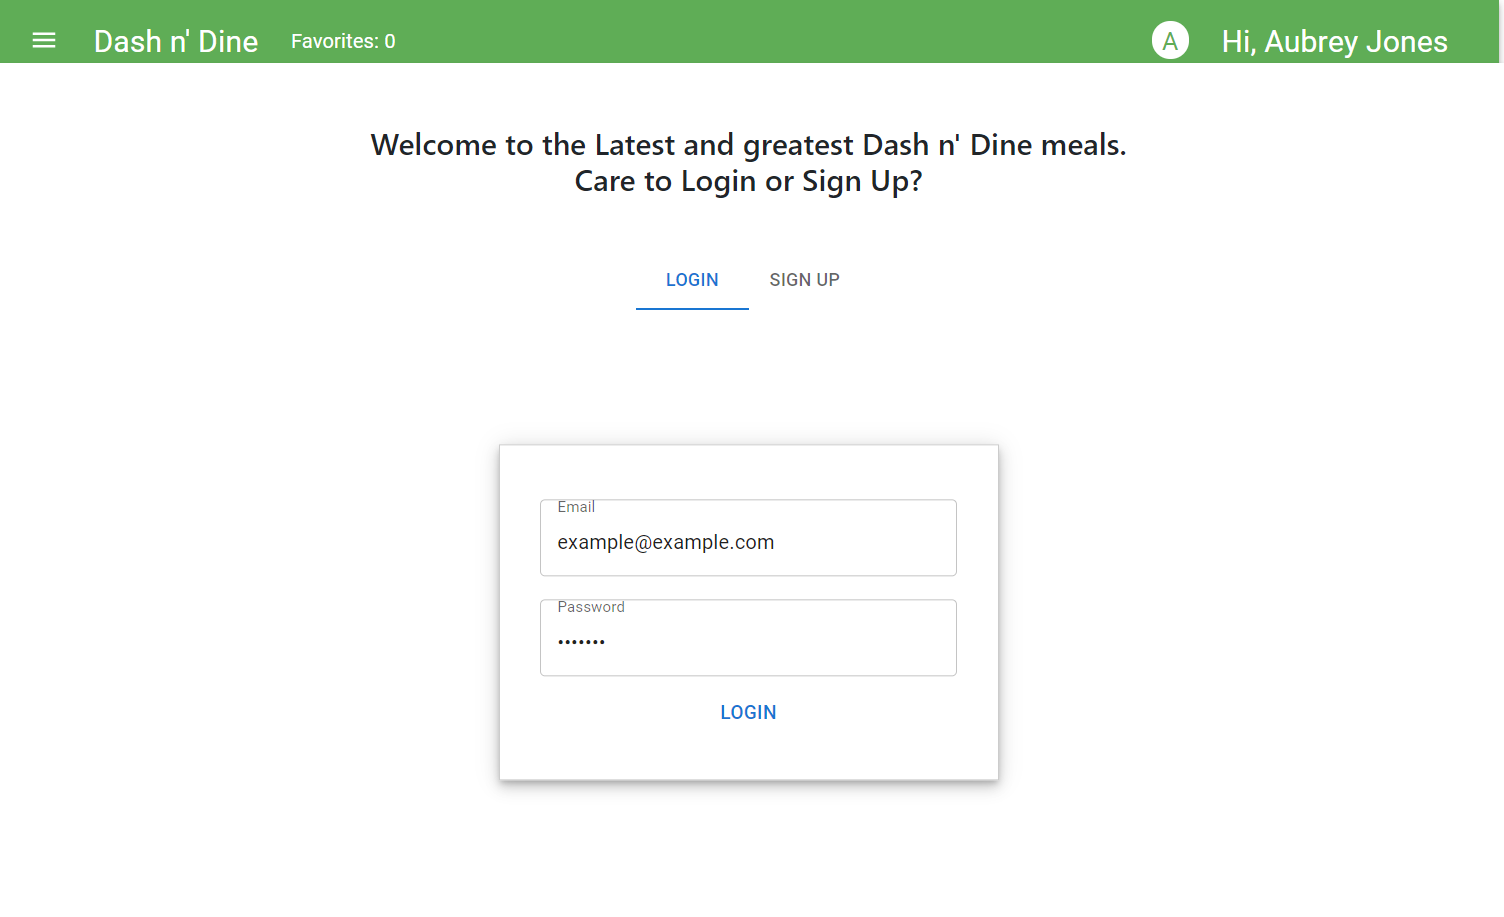 Dash n' Dine Favorites: 0 A Hi, Aubrey Jones
Welcome to the Latest and greatest Dash n' Dine meals.
Care to Login or Sign Up?
LOGIN SIGN UP
Email
example@example.com
Password
•••••••
LOGIN